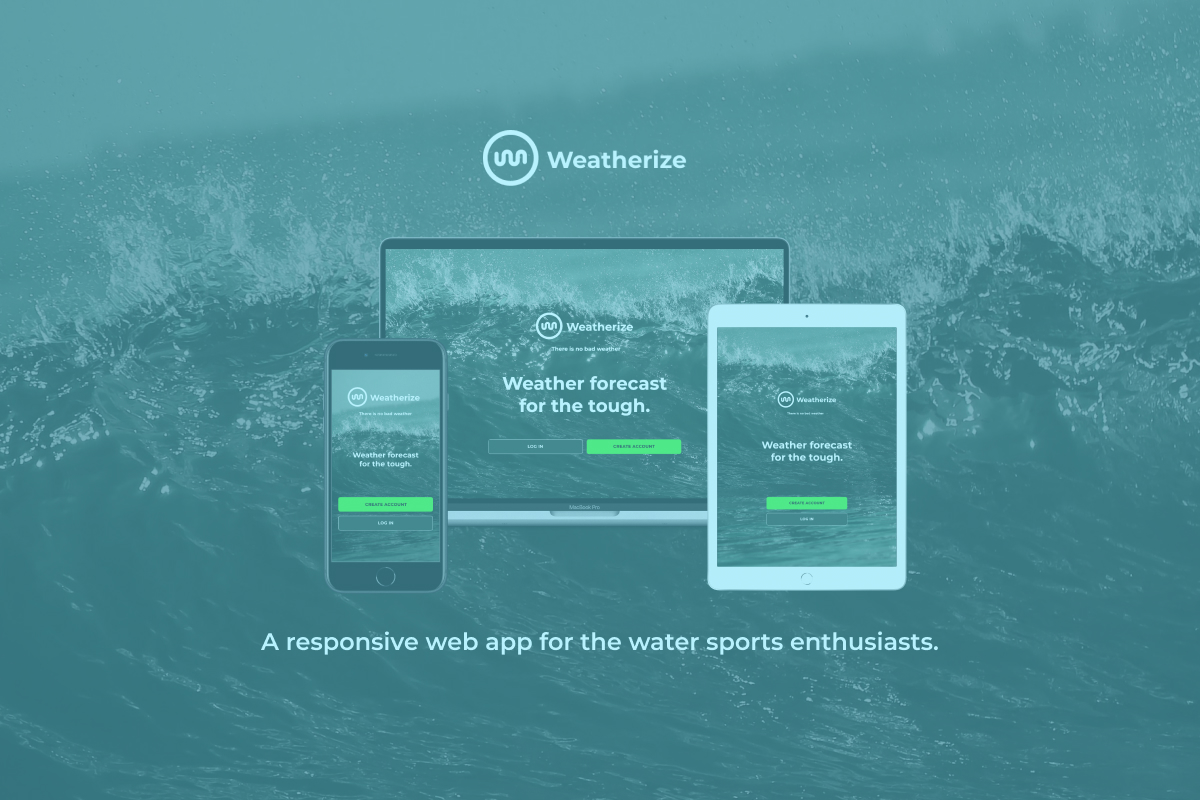 Weatherize
Weatherize
There is no bad weather
Weather forecast
for the tough.
LOG IN
CREATE ACCOUNT
MacBook Pro
Weatherize
There is no bad weather
Weather forecast
for the tough.
CREATE ACCOUNT
LOG IN
Weatherize
There is no bad weather
Weather forecast
for the tough.
CREATE ACCOUNT
LOG IN
A responsive web app for the water sports enthusiasts.